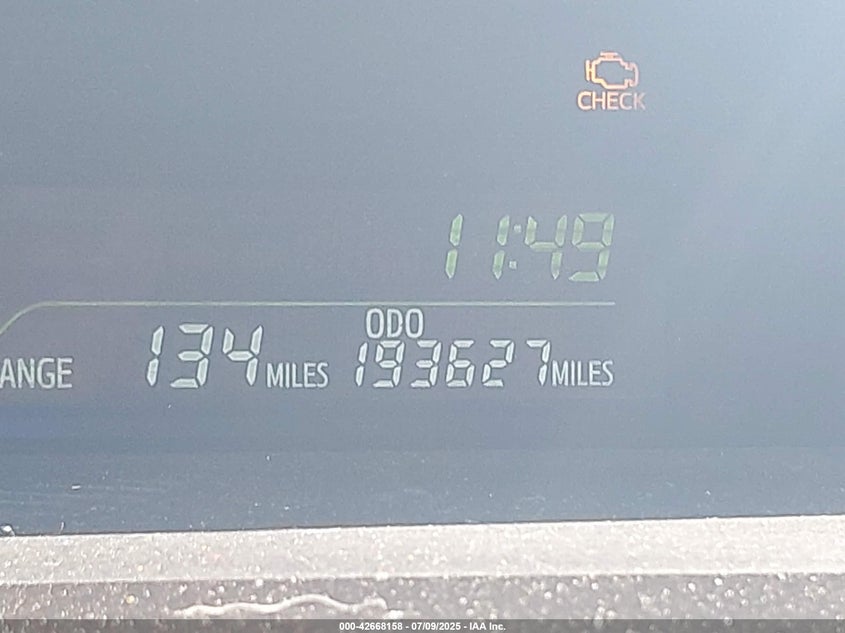 CHECK
11:49
ODO
ANGE 134 MILES 193627 MILES
000-42668158 - 07/09/2025 - IAA Inc.